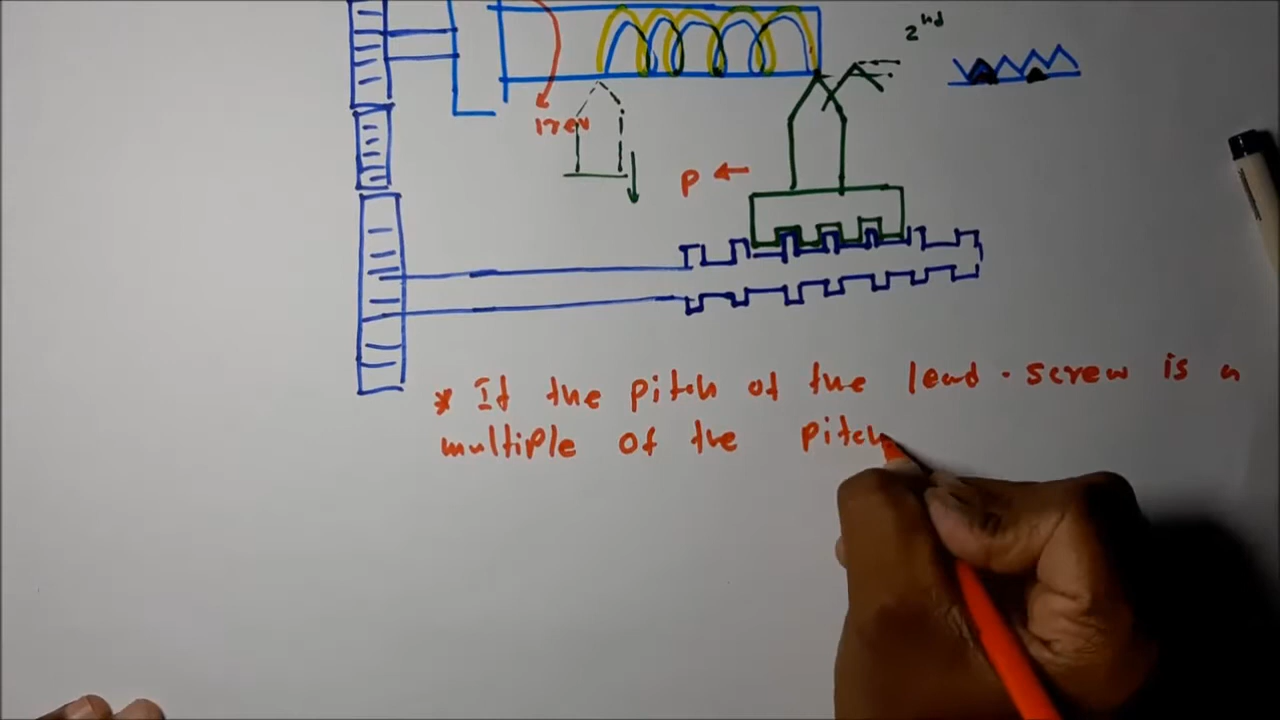 2nd
1rev
P
* If the pitch of the lead-screw is a
multiple of the pitch